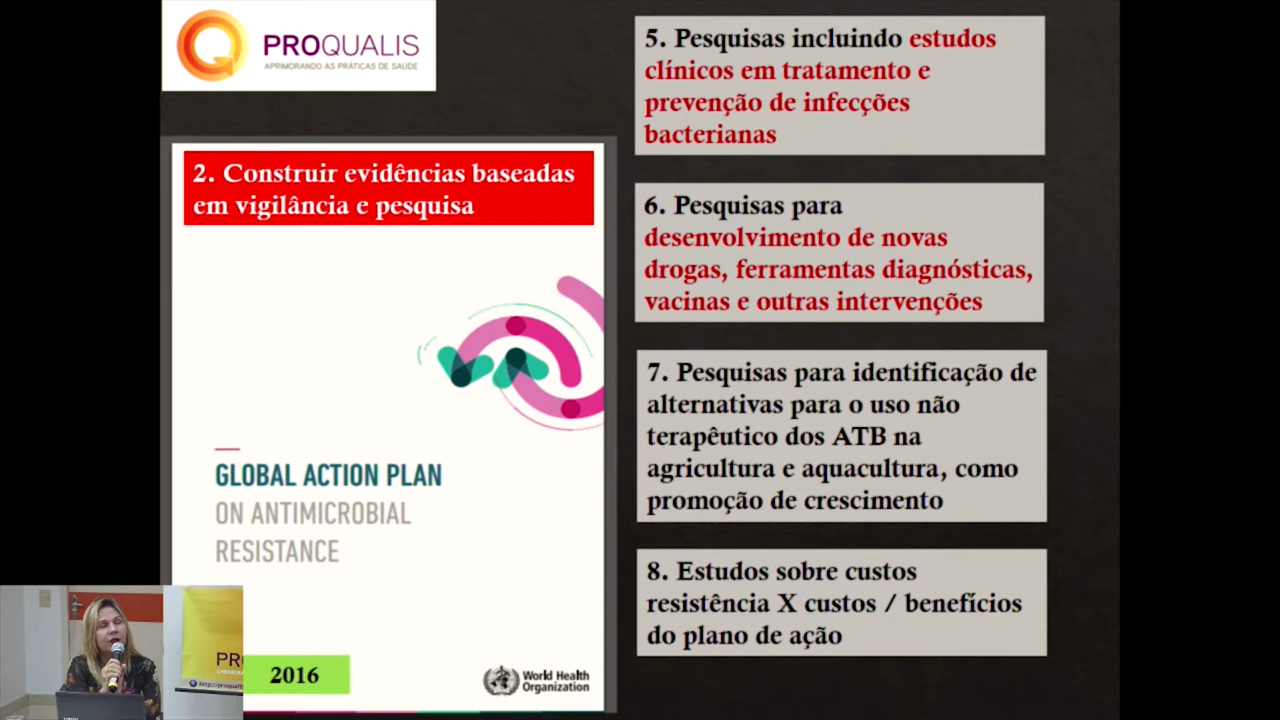 PROQUALIS
APRIMORANDO AS PRÁTICAS DE SAÚDE
2. Construir evidências baseadas
em vigilância e pesquisa
GLOBAL ACTION PLAN
ON ANTIMICROBIAL
RESISTANCE
2016
World Health
Organization
5. Pesquisas incluindo estudos
clínicos em tratamento e
prevenção de infecções
bacterianas
6. Pesquisas para
desenvolvimento de novas
drogas, ferramentas diagnósticas,
vacinas e outras intervenções
7. Pesquisas para identificação de
alternativas para o uso não
terapêutico dos ATB na
agricultura e aquacultura, como
promoção de crescimento
8. Estudos sobre custos
resistência X custos / benefícios
do plano de ação
PR